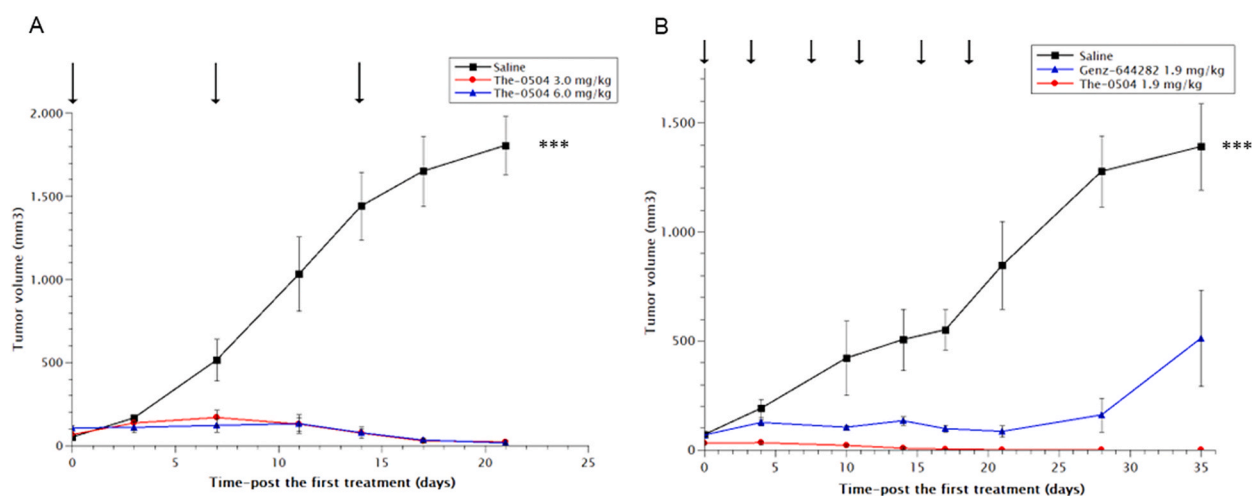 A
Saline
The-0504 3.0 mg/kg
The-0504 6.0 mg/kg
2.000
1.500
1.000
500
0
***
Tumor volume (mm3)
0 5 10 15 20 25
Time-post the first treatment (days)
B
Saline
Genz-644282 1.9 mg/kg
The-0504 1.9 mg/kg
1.500
1.000
500
0
***
Tumor volume (mm3)
0 5 10 15 20 25 30 35
Time-post the first treatment (days)